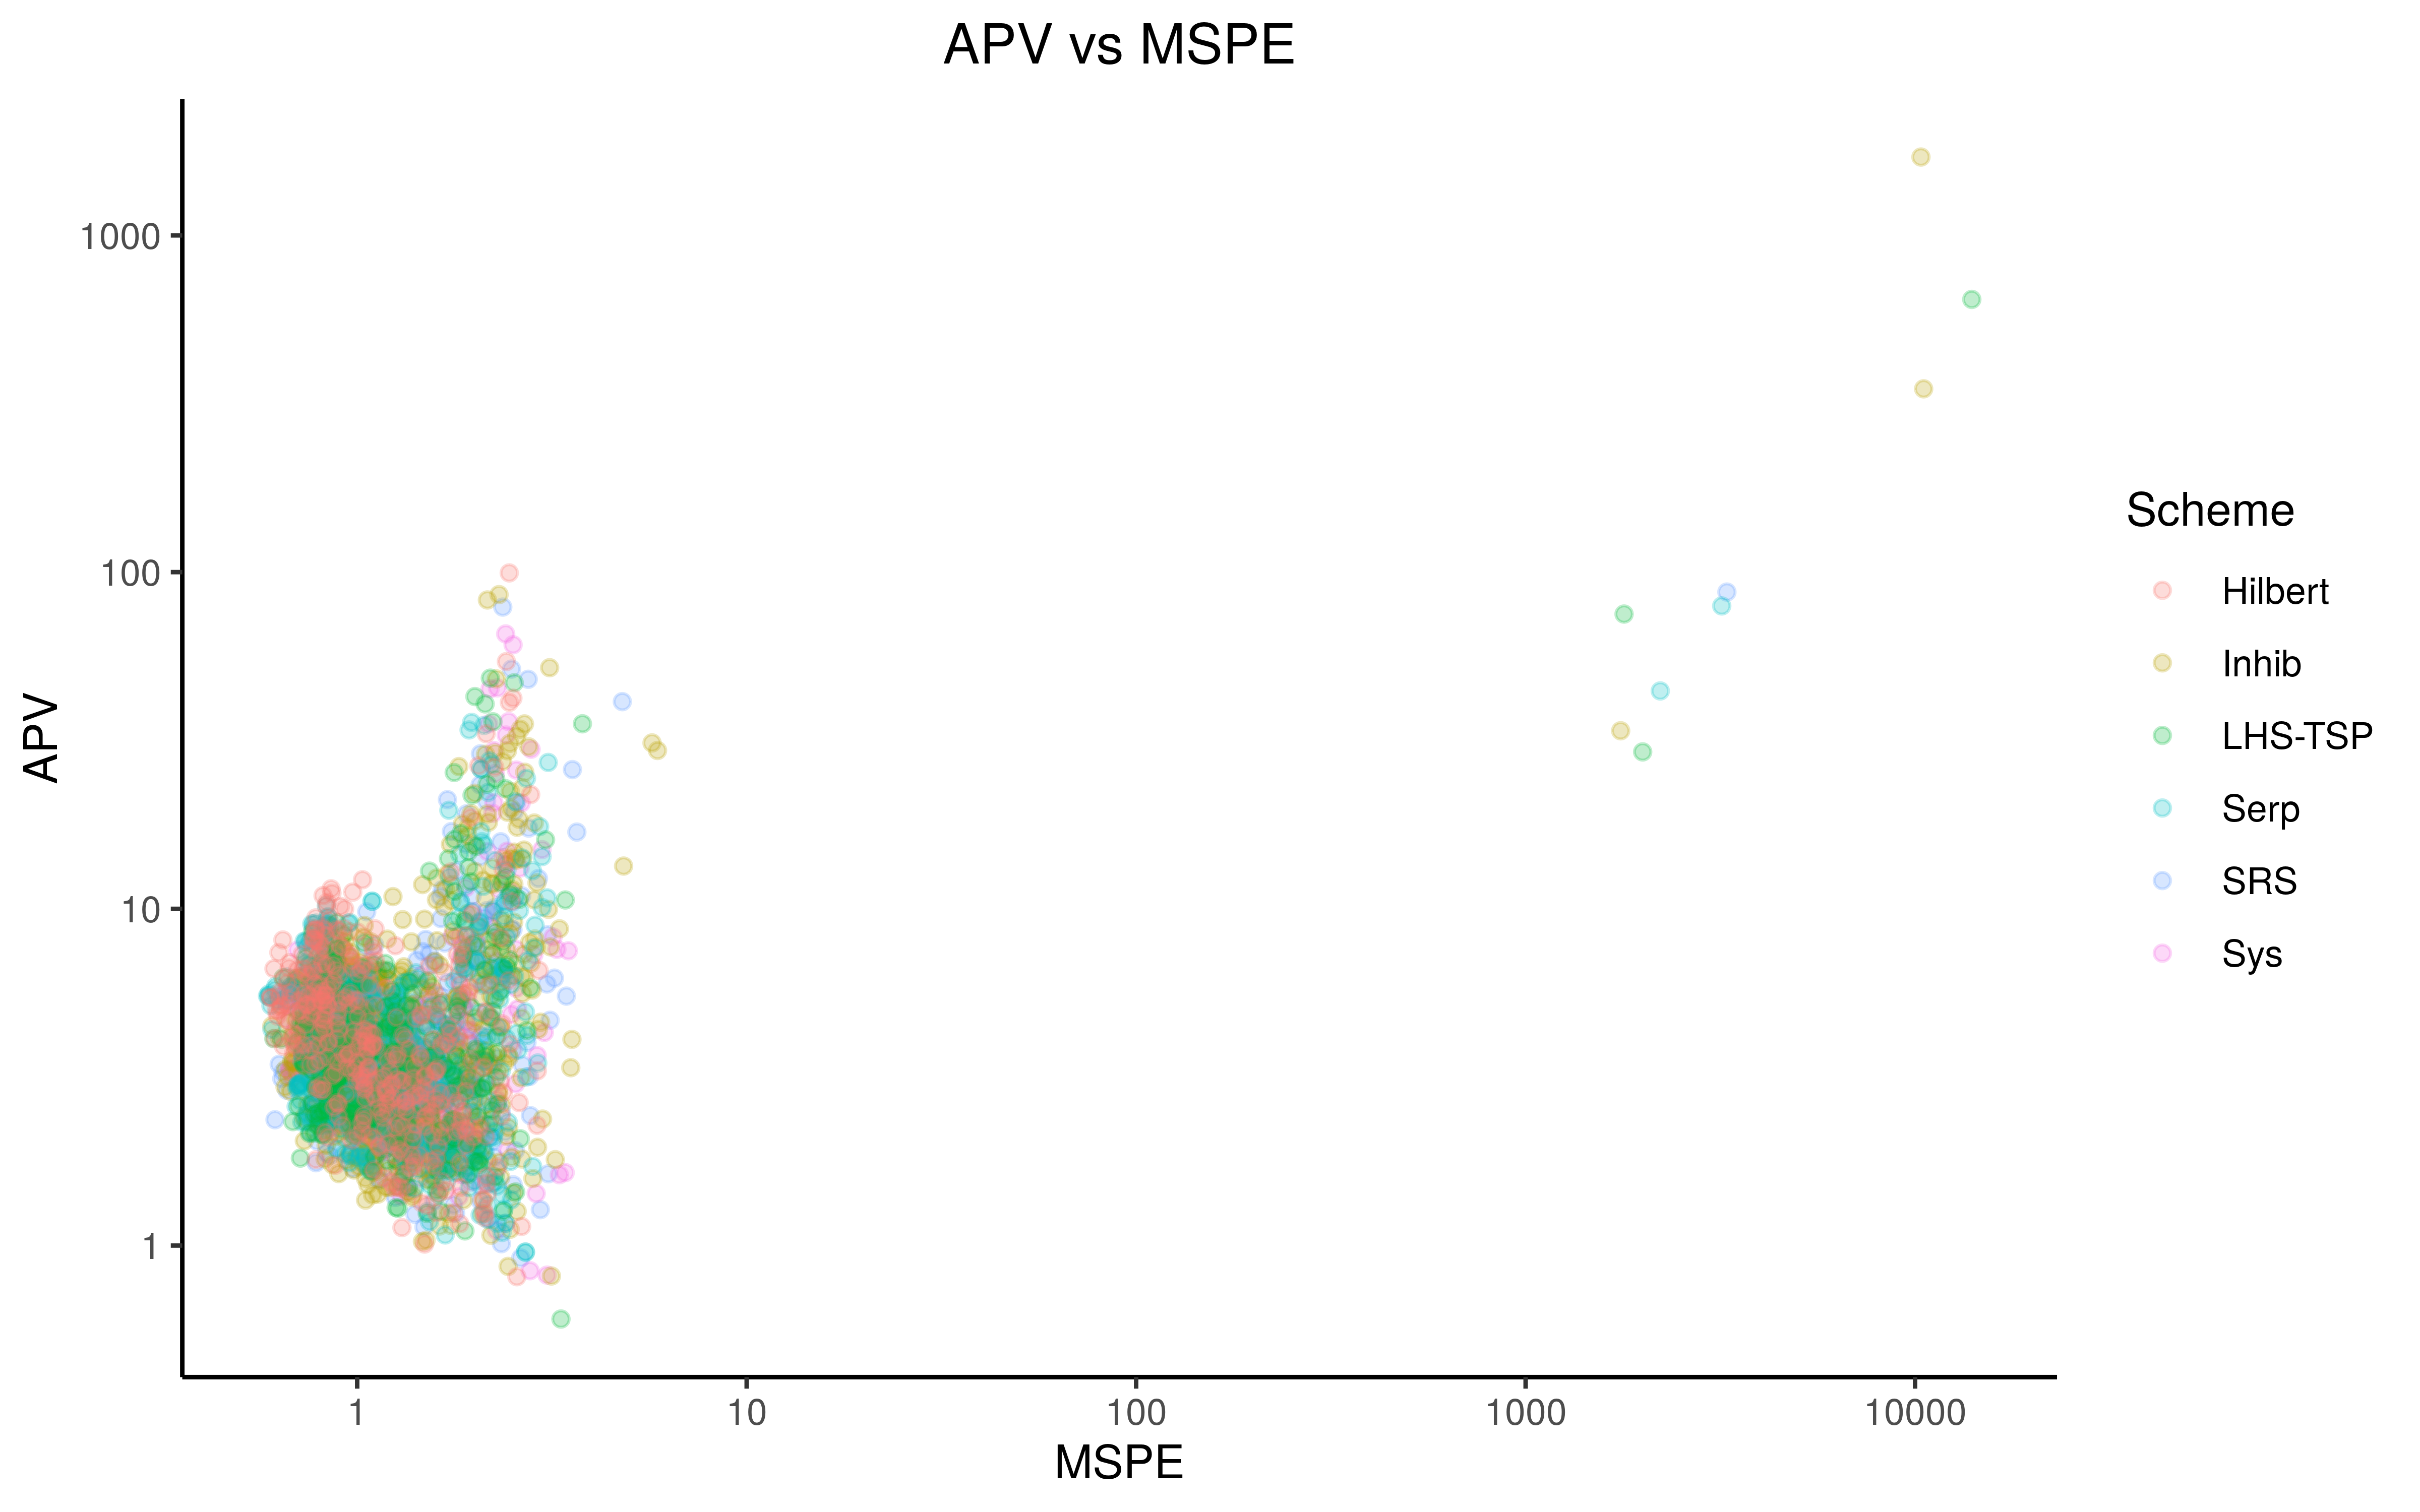 APV vs MSPE
APV
1000
100
10
1
1
10
100
1000
10000
MSPE
Scheme
Hilbert
Inhib
LHS-TSP
Serp
SRS
Sys